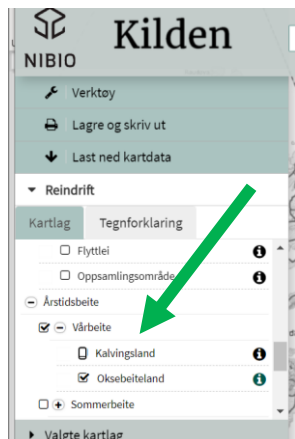 Kilden
NIBIO
Verktøy
Lagre og skriv ut
Last ned kartdata
Reindrift
Kartlag Tegnforklaring
Flyttlei
Oppsamlingsområde
Årstidsbeite
Vårbeite
Kalvingsland
Oksebeiteland
Sommerbeite
Valgte kartlag